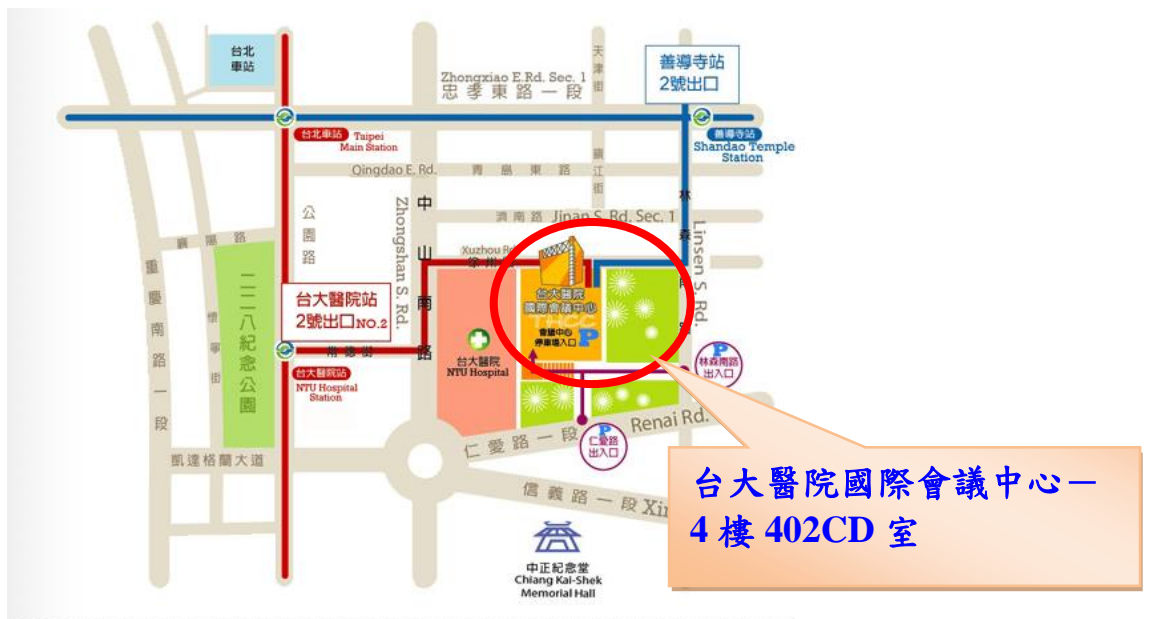 台北
車站
天津街
善導寺站
2號出口
Zhongxiao E.Rd. Sec. 1
忠孝東路一段
台北車站 Taipei
Main Station
善導寺站
Shandao Temple
Station
Qingdao E. Rd. 青島東路
鎮江街
林森南路
Linsen S. Rd.
濟南路 Jinan S. Rd. Sec. 1
公園路
Zhongshan S. Rd.
中山南路
襄陽路
Xuzhou Rd
徐州
重慶南路一段
懷寧街
二二八紀念公園
台大醫院站
2號出口NO.2
常德街
台大醫院站
NTU Hospital
Station
台大醫院
NTU Hospital
台大醫院
國際會議中心
THCC
會議中心
停車場入口 P
P
林森南路
出入口
P
仁愛路
出入口
仁愛路一段 Renai Rd.
凱達格蘭大道
信義路一段 Xin
中正紀念堂
Chiang Kai-Shek
Memorial Hall
台大醫院國際會議中心－
4 樓 402CD 室